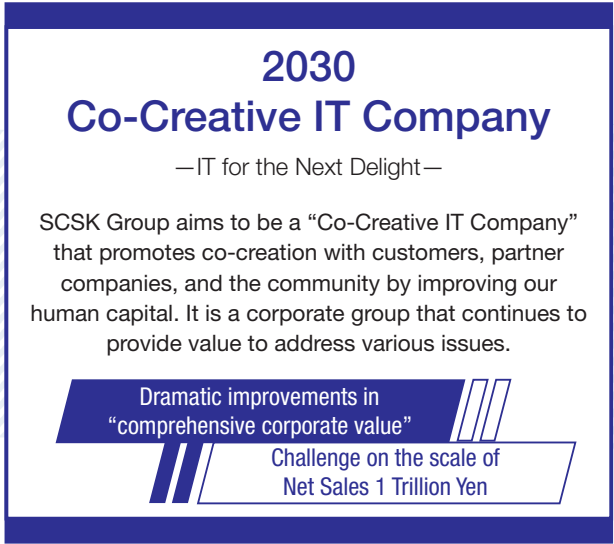 2030
Co-Creative IT Company
—IT for the Next Delight—
SCSK Group aims to be a “Co-Creative IT Company”
that promotes co-creation with customers, partner
companies, and the community by improving our
human capital. It is a corporate group that continues to
provide value to address various issues.
Dramatic improvements in
“comprehensive corporate value”
Challenge on the scale of
Net Sales 1 Trillion Yen